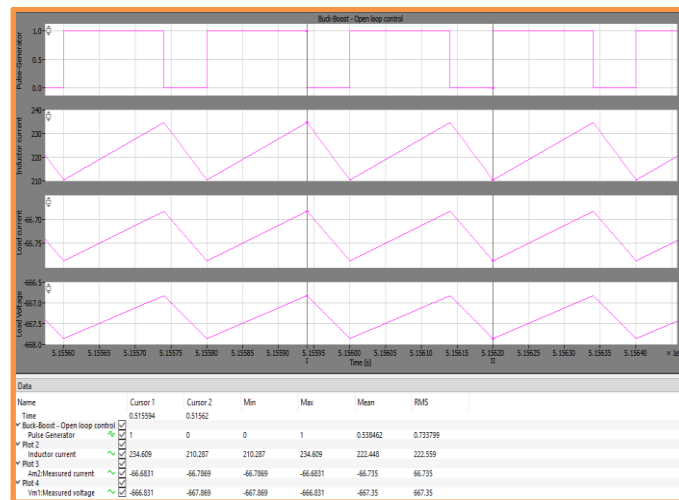 Buck-Boost - Open loop control
Pulse-Generator
1.0
0.5
0.0
Inductor current
240
230
220
210
Load current
-66.70
-66.75
Load Voltage
-666.5
-667.0
-667.5
-668.0
5.15560 5.15565 5.15570 5.15575 5.15580 5.15585 5.15590 5.15595 5.15600 5.15605 5.15610 5.15615 5.15620 5.15625 5.15630 5.15635 5.15640 × 1e
Time (s)
Data
Name Cursor 1 Cursor 2 Min Max Mean RMS
Time 0.515594 0.51562
Buck-Boost - Open loop control
Pulse Generator 1 0 0 1 0.538462 0.733799
Plot 2
Inductor current 234.609 210.287 210.287 234.609 222.448 222.559
Plot 3
Am2:Measured current -66.6831 -66.7869 -66.7869 -66.6831 -66.735 66.735
Plot 4
Vm1:Measured voltage -666.831 -667.869 -667.869 -666.831 -667.35 667.35